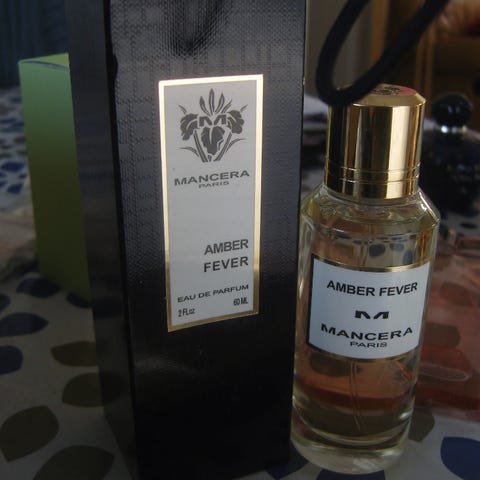 MANCERA
PARIS
AMBER
FEVER
EAU DE PARFUM
2 Fl.oz 60 ML
AMBER FEVER
M
MANCERA
PARIS